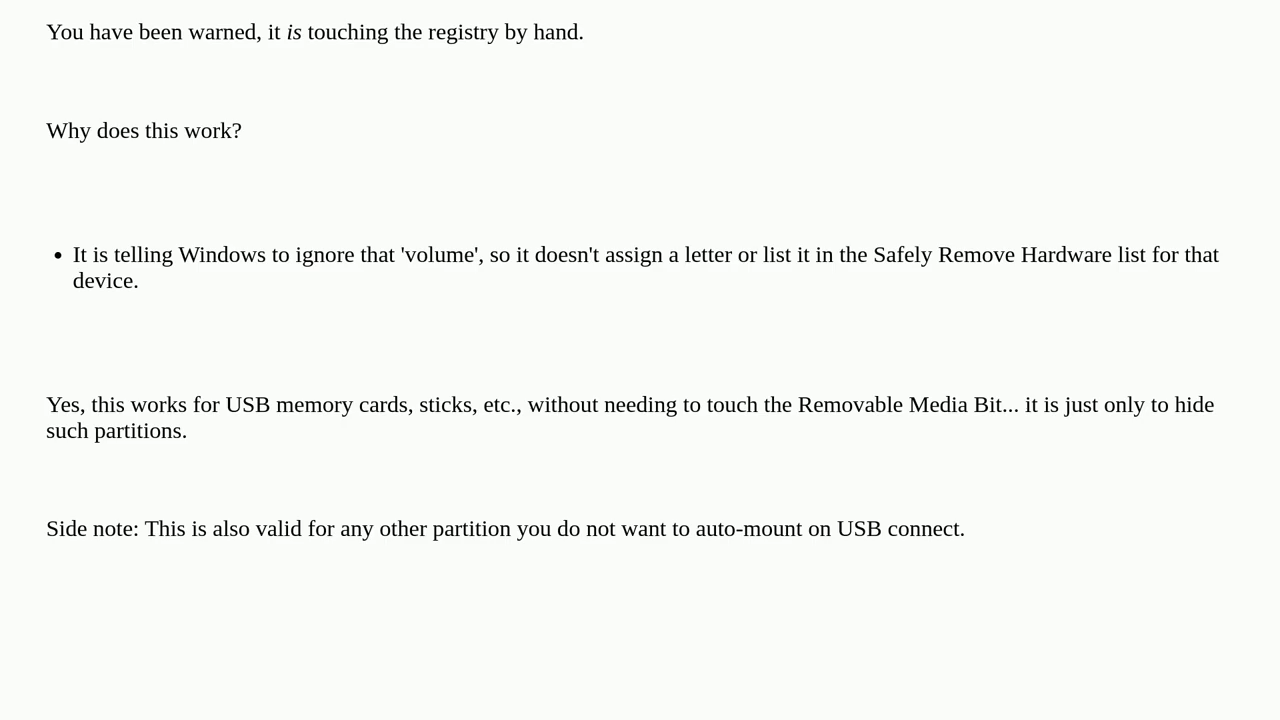 You have been warned, it is touching the registry by hand.
Why does this work?
• It is telling Windows to ignore that 'volume', so it doesn't assign a letter or list it in the Safely Remove Hardware list for that
device.
Yes, this works for USB memory cards, sticks, etc., without needing to touch the Removable Media Bit... it is just only to hide
such partitions.
Side note: This is also valid for any other partition you do not want to auto-mount on USB connect.